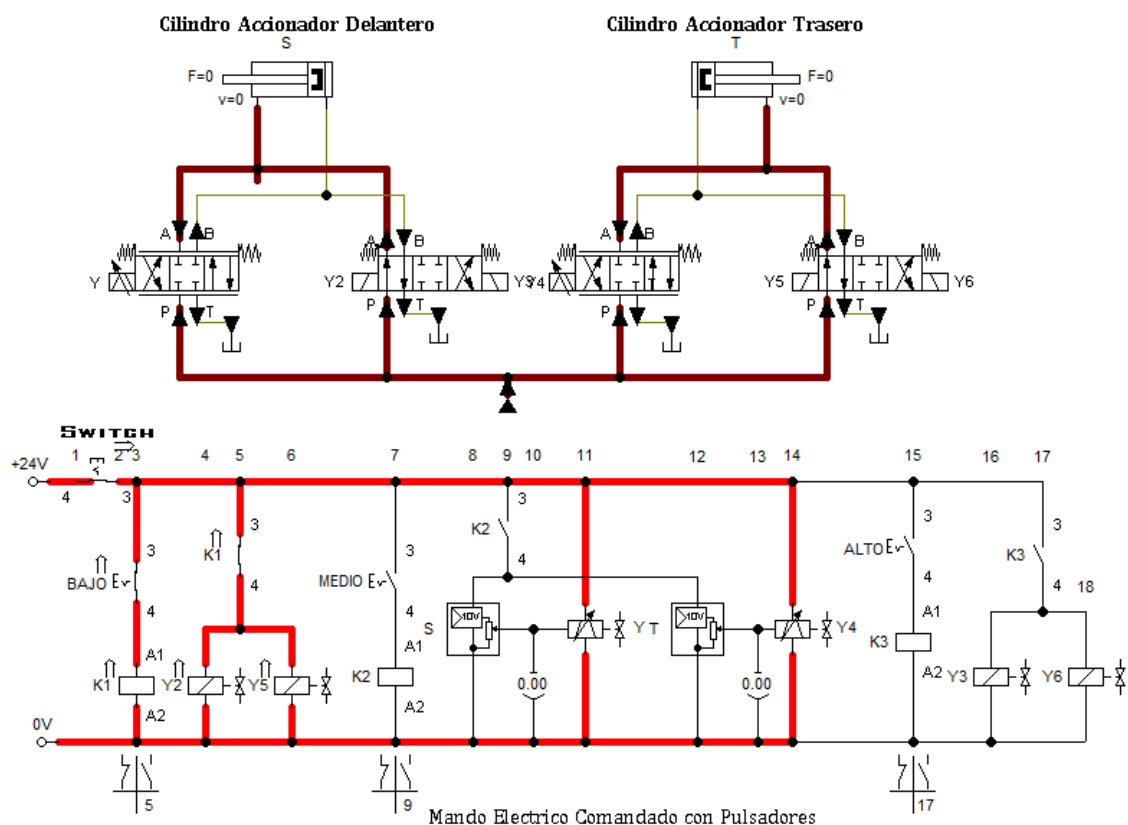 Cilindro Accionador Delantero Cilindro Accionador Trasero
S T
F=0 F=0
v=0 v=0
A B A B A B A B
Y Y2 Y3 Y4 Y5 Y6
P T P T P T P T
SWITCH
1 2 3 4 5 6 7 8 9 10 11 12 13 14 15 16 17
+24V
4 3
3 3 3 3 3 3
K1 K2 K3
BAJO MEDIO ALTO
4 4 4 4 4 4 18
S 10V Y T 10V Y4
A1 A1 A1
K1 Y2 Y5 K2 0.00 0.00 K3 Y3 Y6
A2 A2 A2
0V
5 9 17
Mando Electrico Comandado con Pulsadores